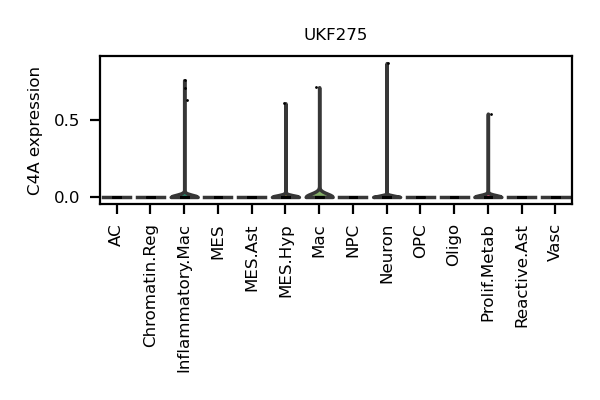 UKF275
C4A expression
0.5
0.0
AC
Chromatin.Reg
Inflammatory.Mac
MES
MES.Ast
MES.Hyp
Mac
NPC
Neuron
OPC
Oligo
Prolif.Metab
Reactive.Ast
Vasc